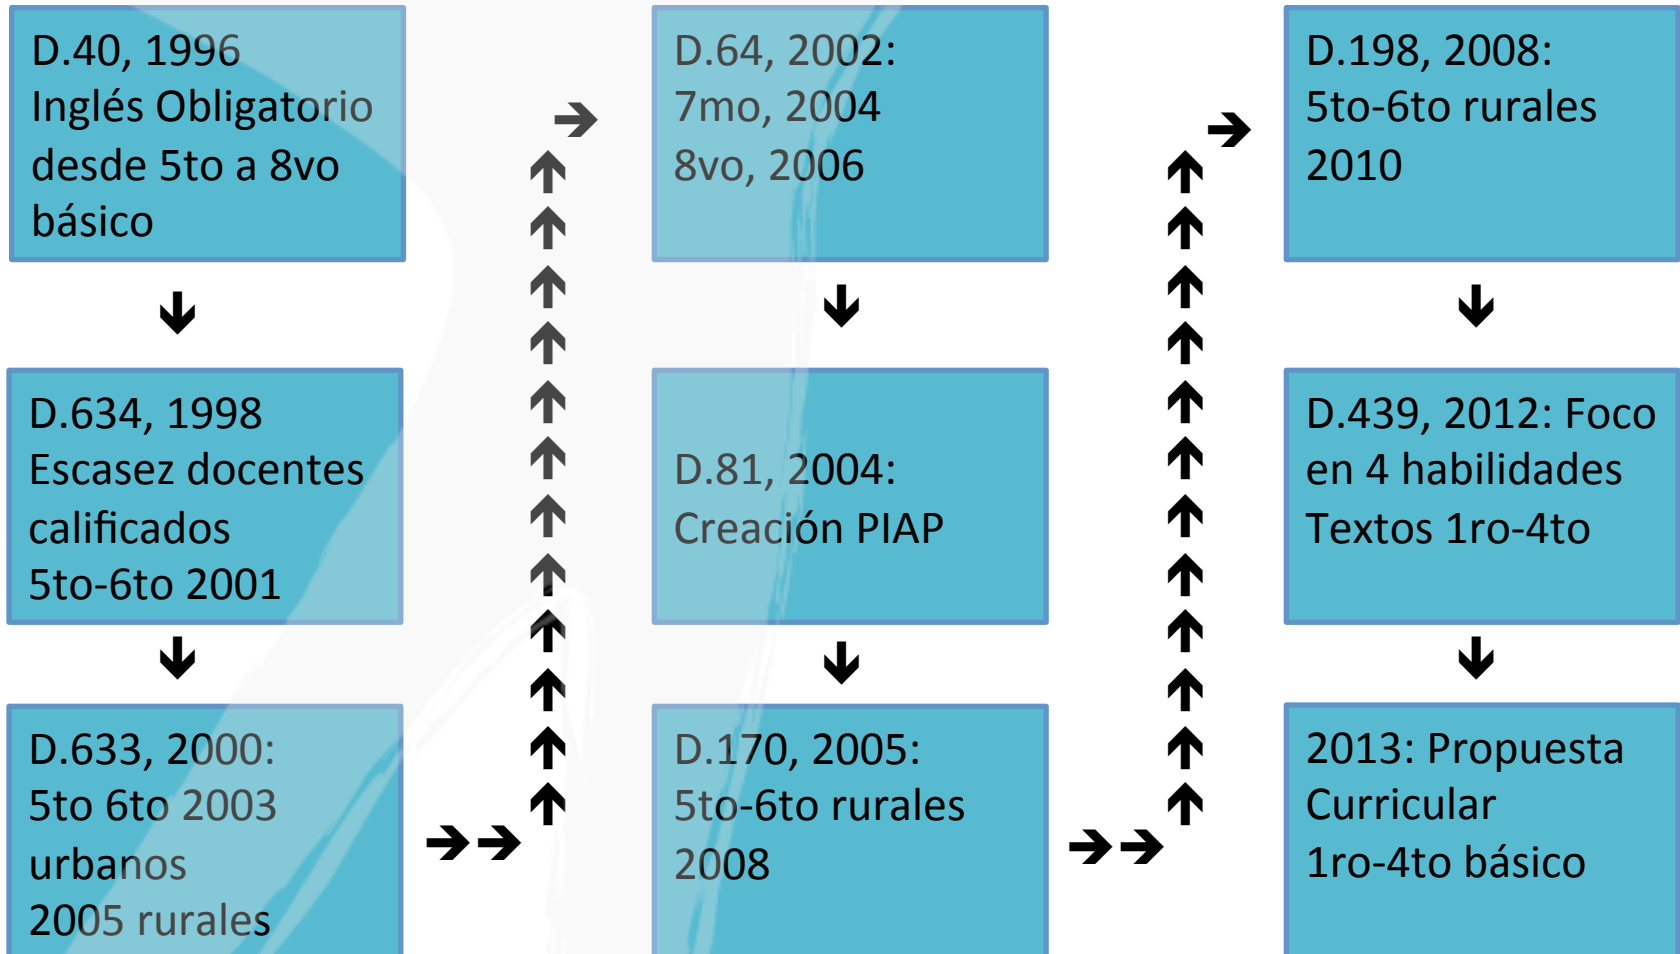 D.40, 1996
Inglés Obligatorio
desde 5to a 8vo
básico
D.634, 1998
Escasez docentes
calificados
5to-6to 2001
D.633, 2000:
5to 6to 2003
urbanos
2005 rurales
D.64, 2002:
7mo, 2004
8vo, 2006
D.81, 2004:
Creación PIAP
D.170, 2005:
5to-6to rurales
2008
D.198, 2008:
5to-6to rurales
2010
D.439, 2012: Foco
en 4 habilidades
Textos 1ro-4to
2013: Propuesta
Curricular
1ro-4to básico